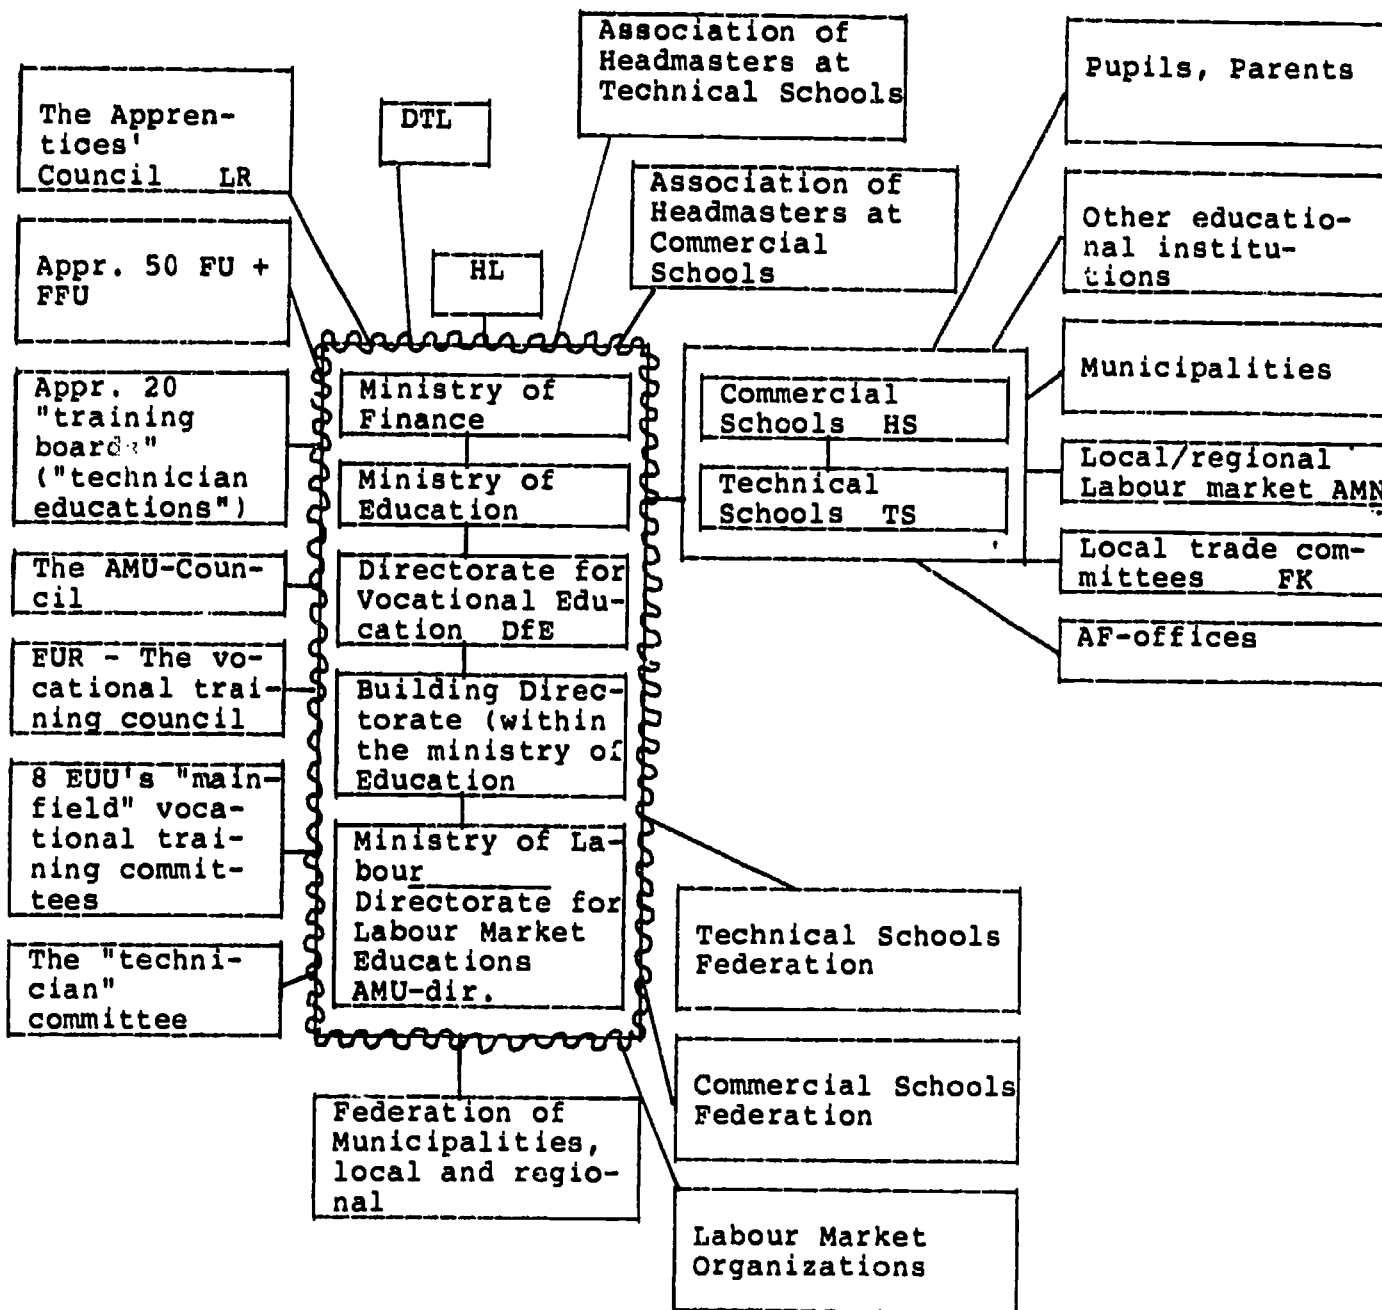 Association of
Headmasters at
Technical Schools
Pupils, Parents
The Appren-
tices'
Council LR
DTL
Association of
Headmasters at
Commercial
Schools
Other educatio-
nal institu-
tions
Appr. 50 FU +
FFU
HL
Municipalities
Appr. 20
"training
boards"
("technician
educations")
Ministry of
Finance
Commercial
Schools HS
Local/regional
Labour market AMN
Ministry of
Education
Technical
Schools TS
Local trade com-
mittees FK
The AMU-Coun-
cil
Directorate for
Vocational Edu-
cation DfE
AF-offices
EUR - The vo-
cational trai-
ning council
Building Direc-
torate (within
the ministry of
Education
8 EUU's "main-
field" voca-
tional trai-
ning commit-
tees
Ministry of La-
bour
Directorate for
Labour Market
Educations
AMU-dir.
Technical Schools
Federation
The "techni-
cian"
committee
Commercial Schools
Federation
Federation of
Municipalities,
local and regio-
nal
Labour Market
Organizations